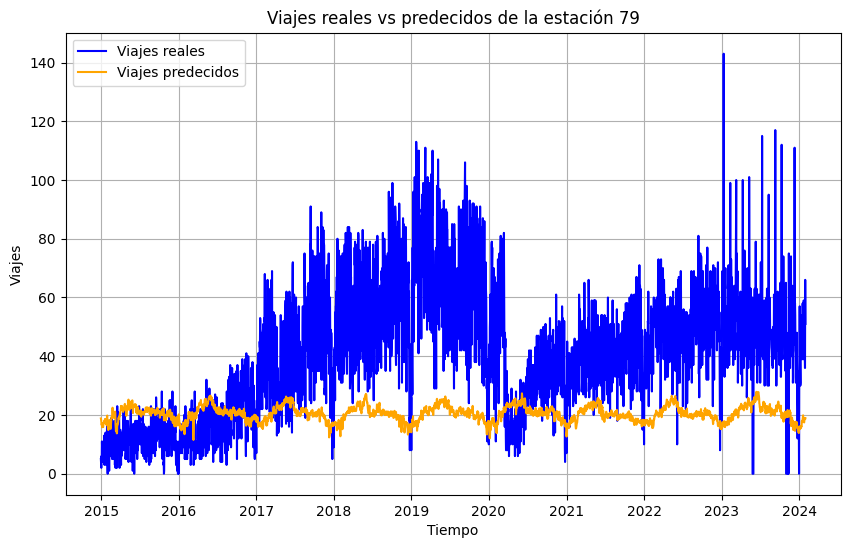 Viajes reales vs predecidos de la estación 79
Viajes reales
Viajes predecidos
140
120
100
80
60
40
20
0
Viajes
2015 2016 2017 2018 2019 2020 2021 2022 2023 2024
Tiempo